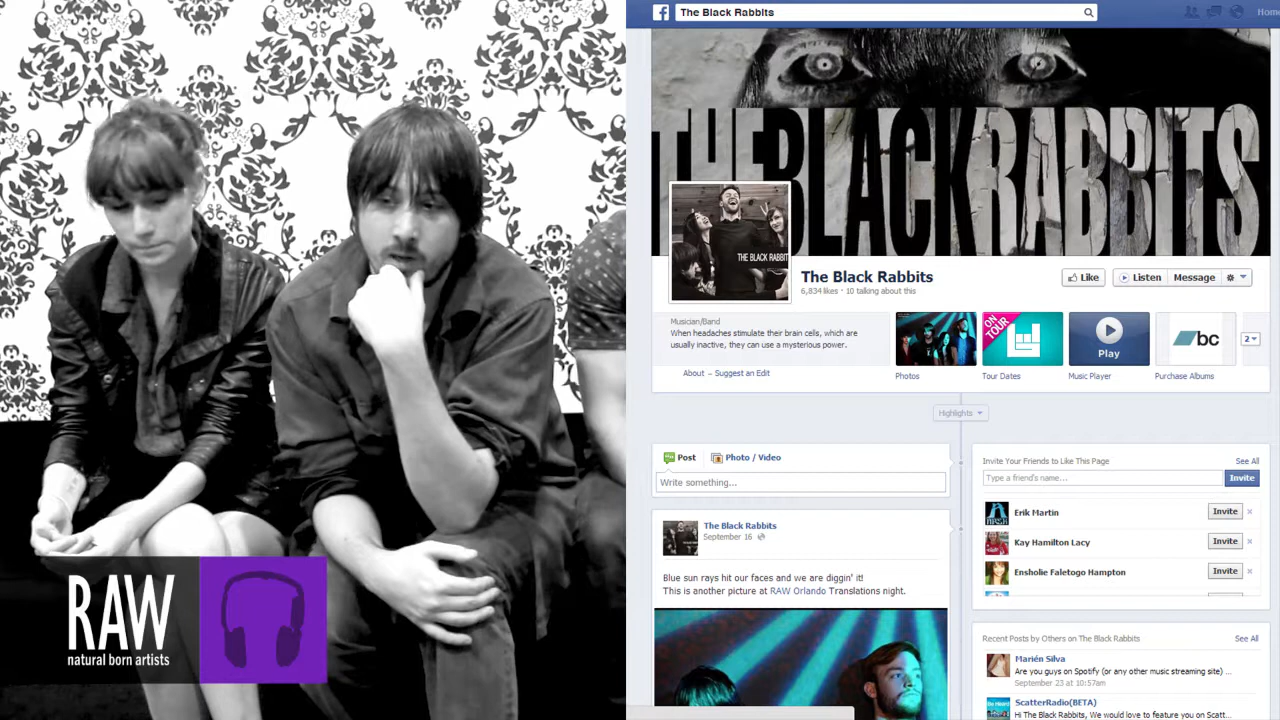 RAW
natural born artists
The Black Rabbits
Home
THEBLACKRABBITS
THE BLACK RABBIT
The Black Rabbits
6,834 likes · 10 talking about this
Like
Listen
Message
Musician/Band
When headaches stimulate their brain cells, which are
usually inactive, they can use a mysterious power.
About – Suggest an Edit
ON
TOUR
Play
bc
2
Photos
Tour Dates
Music Player
Purchase Albums
Highlights
Post
Photo / Video
Write something...
The Black Rabbits
September 16
Blue sun rays hit our faces and we are diggin' it!
This is another picture at RAW Orlando Translations night.
Invite Your Friends to Like This Page
See All
Type a friend's name...
Invite
Erik Martin
Invite
Kay Hamilton Lacy
Invite
Ensholie Faletogo Hampton
Invite
Recent Posts by Others on The Black Rabbits
See All
Marién Silva
Are you guys on Spotify (or any other music streaming site) ...
September 23 at 10:57am
ScatterRadio(BETA)
Hi The Black Rabbits, We would love to feature you on Scatt...